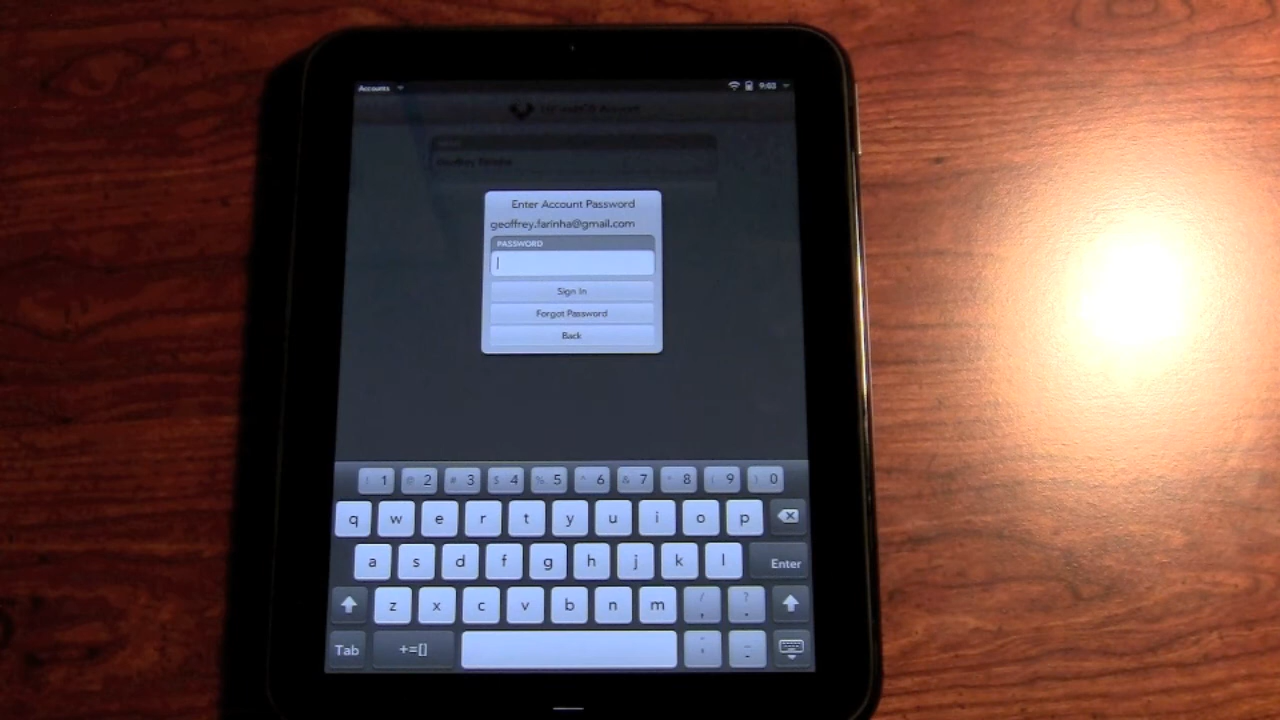 Accounts
9:03
Enter Account Password
geoffrey.farinha@gmail.com
PASSWORD
Sign In
Forgot Password
Back
! 1 @ 2 # 3 $ 4 % 5 ^ 6 & 7 * 8 ( 9 ) 0
q w e r t y u i o p
a s d f g h j k l Enter
z x c v b n m / , ? .
Tab +=[] " ' _ -